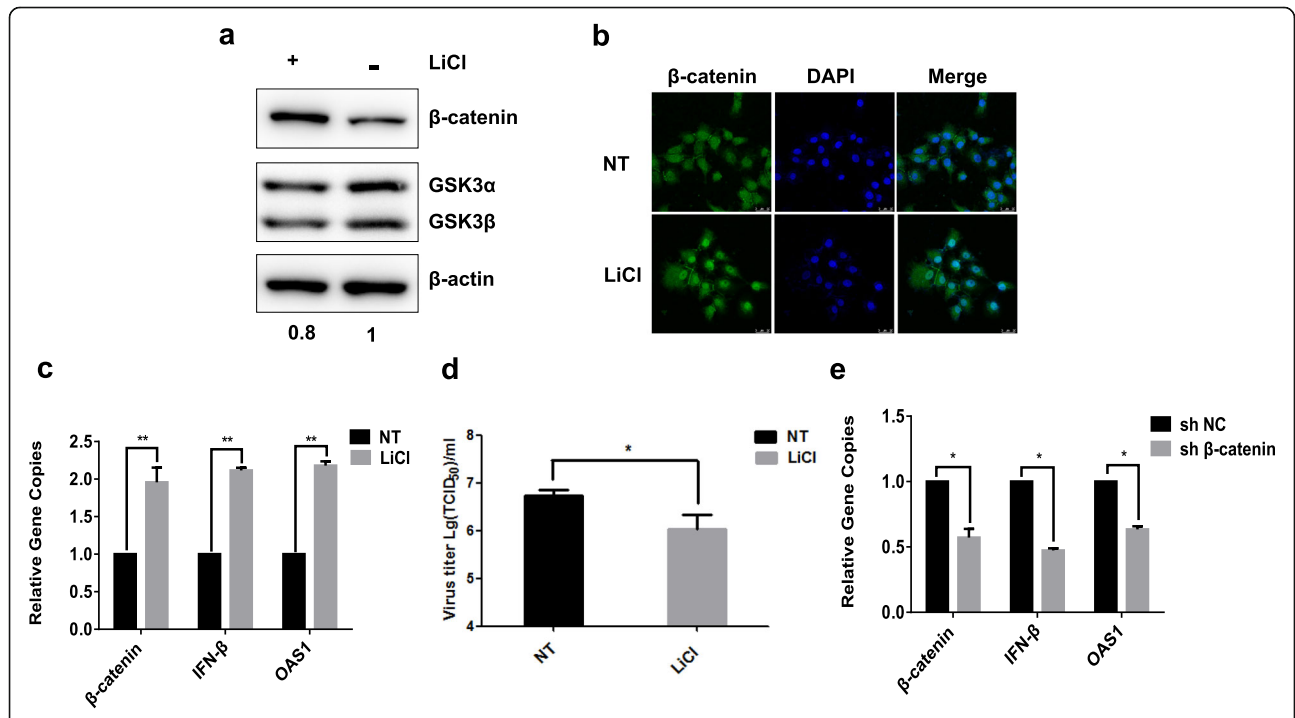 a
+ - LiCl
β-catenin
GSK3α
GSK3β
β-actin
0.8 1
b
β-catenin DAPI Merge
NT
LiCl
c
Relative Gene Copies
2.5
2.0
1.5
1.0
0.5
0.0
** ** **
NT
LiCl
β-catenin IFN-β OAS1
d
Virus titer Lg(TCID50)/ml
8
7
6
5
4
*
NT
LiCl
NT LiCl
e
Relative Gene Copies
1.5
1.0
0.5
0.0
* * *
sh NC
sh β-catenin
β-catenin IFN-β OAS1